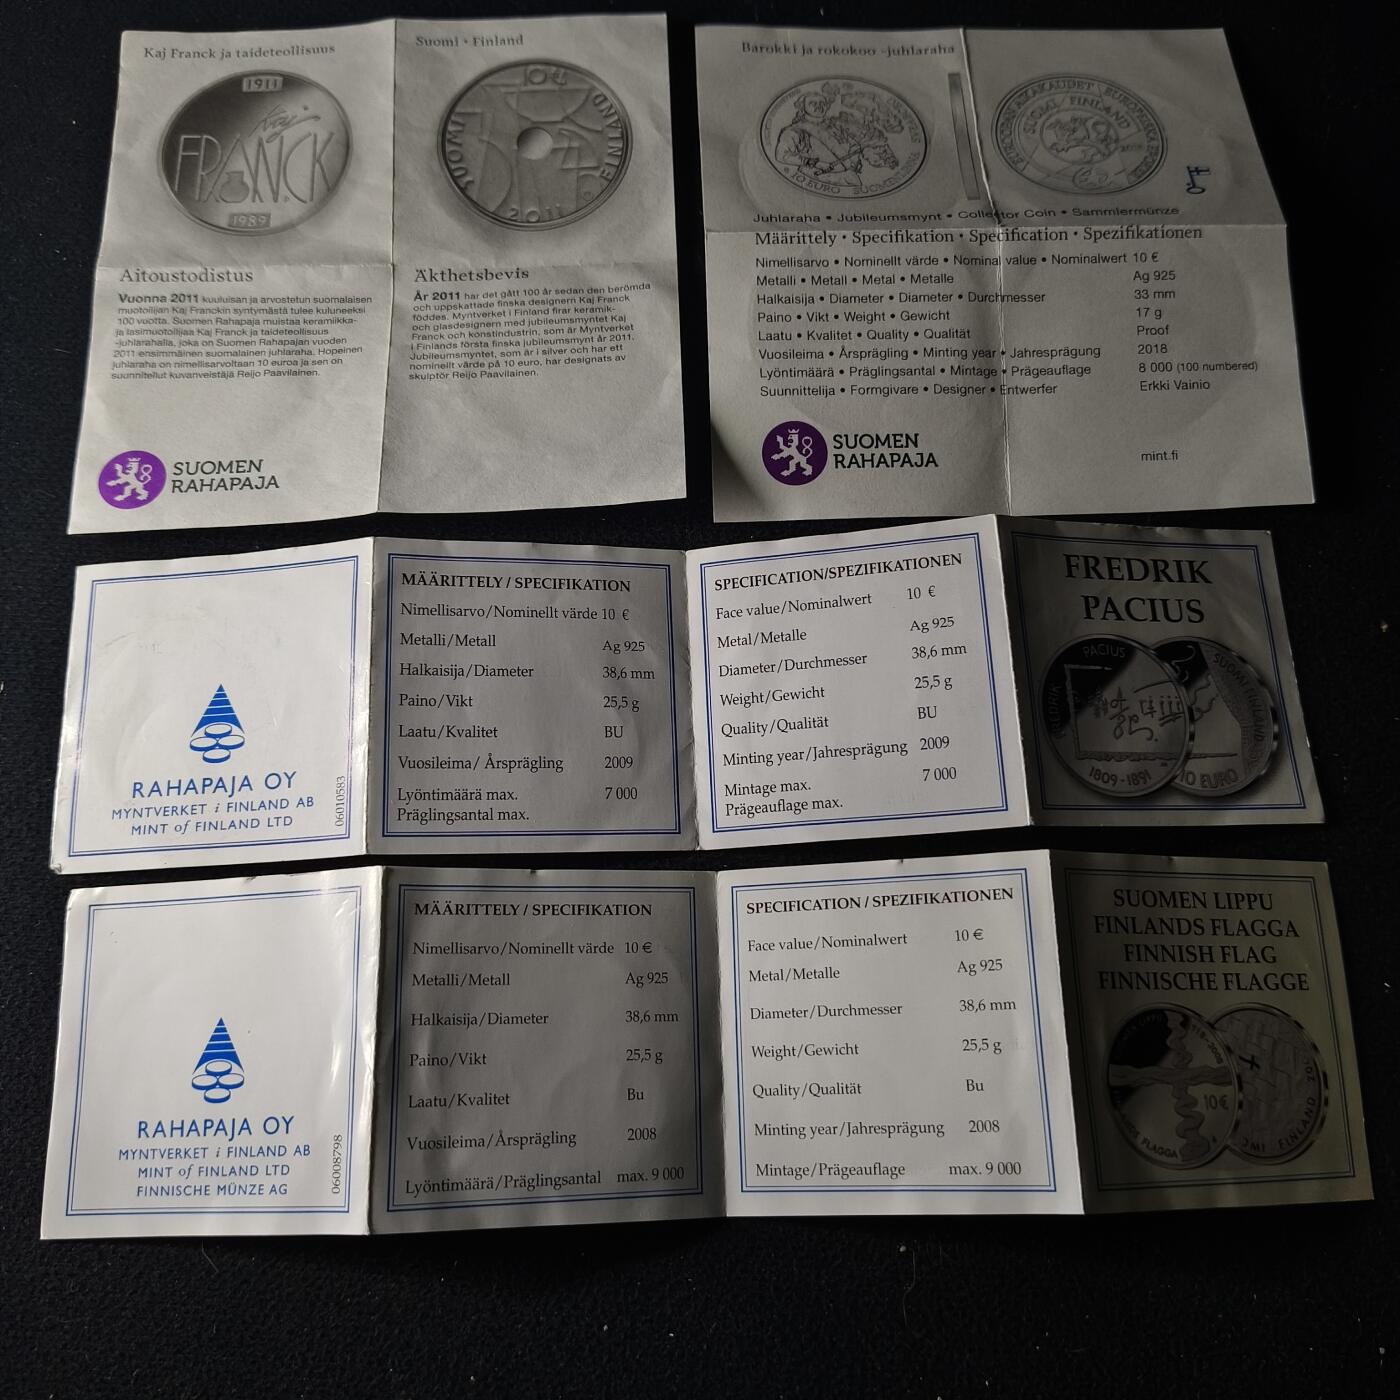 Kaj Franck ja taideteollisuus
1911
Kaj
FRANCK
1989
Aitoustodistus
Vuonna 2011 kuuluisan ja arvostetun suomalaisen
muotoilijan Kaj Franckin syntymästä tulee kuluneeksi
100 vuotta. Suomen Rahapaja muistaa keramiikka-
ja lasimuotoilijaa Kaj Franck ja taideteollisuus
-juhlarahalla, joka on Suomen Rahapajan vuoden
2011 ensimmäinen suomalainen juhlaraha. Hopeinen
juhlaraha on nimellisarvoltaan 10 euroa ja sen on
suunnitellut kuvanveistäjä Reijo Paavilainen.
SUOMEN
RAHAPAJA
Suomi • Finland
10€
SUOMI
FINLAND
2011
Äkthetsbevis
År 2011 har det gått 100 år sedan den berömda
och uppskattade finska designern Kaj Franck
föddes. Myntverket i Finland firar keramik-
och glasdesignern med jubileumsmyntet Kaj
Franck och konstindustrin, som är Myntverket
i Finlands första finska jubileumsmynt år 2011.
Jubileumsmyntet, som är i silver och har ett
nominellt värde på 10 euro, har designats av
skulptör Reijo Paavilainen.
Barokki ja rokokoo -juhlaraha
10 EURO SUOMENLINNA
SUOMI FINLAND
2018
Juhlaraha • Jubileumsmynt • Collector Coin • Sammlermünze
Määrittely • Specifikation • Specification • Spezifikationen
Nimellisarvo • Nominellt värde • Nominal value • Nominalwert 10 €
Metalli • Metall • Metal • Metalle Ag 925
Halkaisija • Diameter • Diameter • Durchmesser 33 mm
Paino • Vikt • Weight • Gewicht 17 g
Laatu • Kvalitet • Quality • Qualität Proof
Vuosileima • Årsprägling • Minting year • Jahresprägung 2018
Lyöntimäärä • Präglingsantal • Mintage • Prägeauflage 8 000 (100 numbered)
Suunnittelija • Formgivare • Designer • Entwerfer Erkki Vainio
SUOMEN
RAHAPAJA
mint.fi
RAHAPAJA OY
MYNTVERKET i FINLAND AB
MINT of FINLAND LTD
06010583
MÄÄRITTELY / SPECIFIKATION
Nimellisarvo/Nominellt värde 10 €
Metalli/Metall Ag 925
Halkaisija/Diameter 38,6 mm
Paino/Vikt 25,5 g
Laatu/Kvalitet BU
Vuosileima/ Årsprägling 2009
Lyöntimäärä max. 7 000
Präglingsantal max.
SPECIFICATION/SPEZIFIKATIONEN
Face value/Nominalwert 10 €
Metal/Metalle Ag 925
Diameter/Durchmesser 38,6 mm
Weight/Gewicht 25,5 g
Quality/Qualität BU
Minting year/Jahresprägung 2009
Mintage max. 7 000
Prägeauflage max.
FREDRIK
PACIUS
FREDRIK PACIUS
1809-1891
SUOMI FINLAND
10 EURO
RAHAPAJA OY
MYNTVERKET i FINLAND AB
MINT of FINLAND LTD
FINNISCHE MÜNZE AG
06008798
MÄÄRITTELY / SPECIFIKATION
Nimellisarvo/Nominellt värde 10 €
Metalli/Metall Ag 925
Halkaisija/Diameter 38,6 mm
Paino/Vikt 25,5 g
Laatu/Kvalitet Bu
Vuosileima/Årsprägling 2008
Lyöntimäärä/Präglingsantal max. 9 000
SPECIFICATION / SPEZIFIKATIONEN
Face value/Nominalwert 10 €
Metal/Metalle Ag 925
Diameter/Durchmesser 38,6 mm
Weight/Gewicht 25,5 g
Quality/Qualität Bu
Minting year/Jahresprägung 2008
Mintage/Prägeauflage max. 9 000
SUOMEN LIPPU
FINLANDS FLAGGA
FINNISH FLAG
FINNISCHE FLAGGE
FLAGGA
10€
FINLAND